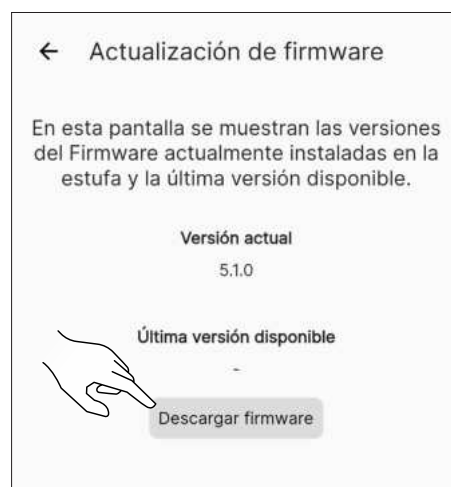 ← Actualización de firmware
En esta pantalla se muestran las versiones
del Firmware actualmente instaladas en la
estufa y la última versión disponible.
Versión actual
5.1.0
Última versión disponible
-
Descargar firmware